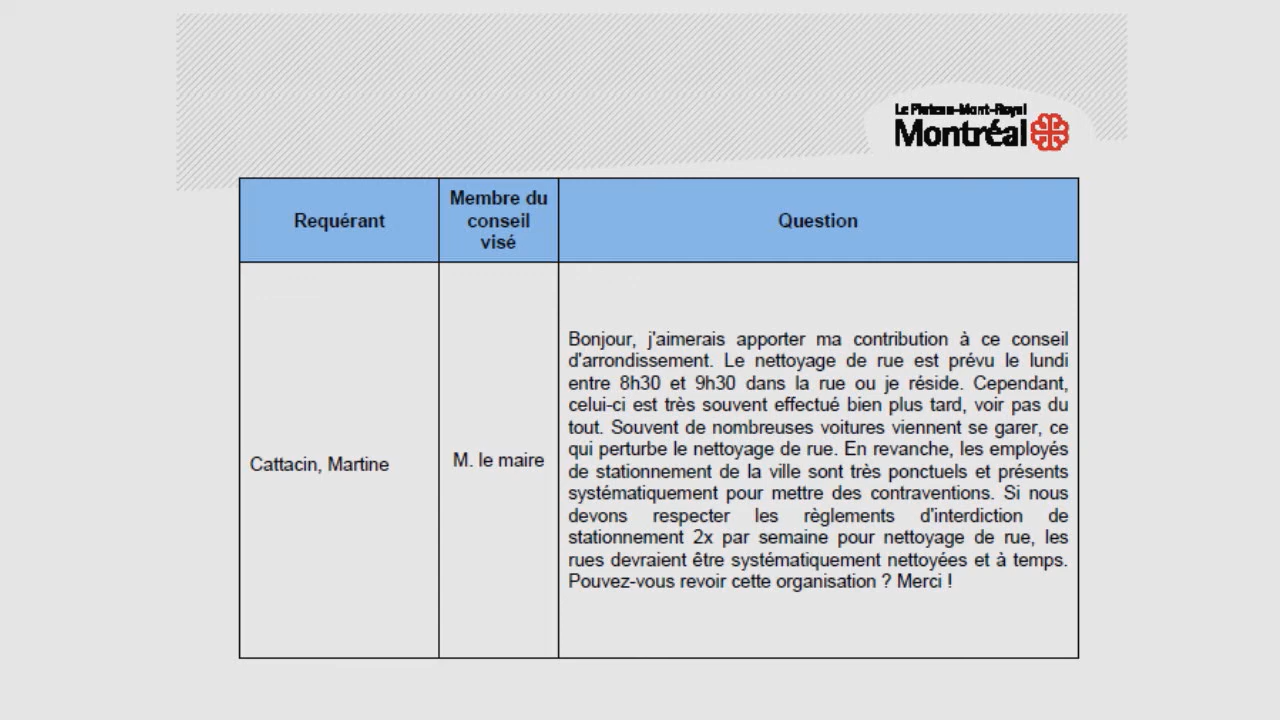 Le Plateau-Mont-Royal
Montréal
Requérant
Membre du
conseil
visé
Question
Cattacin, Martine
M. le maire
Bonjour, j'aimerais apporter ma contribution à ce conseil
d'arrondissement. Le nettoyage de rue est prévu le lundi
entre 8h30 et 9h30 dans la rue ou je réside. Cependant,
celui-ci est très souvent effectué bien plus tard, voir pas du
tout. Souvent de nombreuses voitures viennent se garer, ce
qui perturbe le nettoyage de rue. En revanche, les employés
de stationnement de la ville sont très ponctuels et présents
systématiquement pour mettre des contraventions. Si nous
devons respecter les règlements d'interdiction de
stationnement 2x par semaine pour nettoyage de rue, les
rues devraient être systématiquement nettoyées et à temps.
Pouvez-vous revoir cette organisation ? Merci !